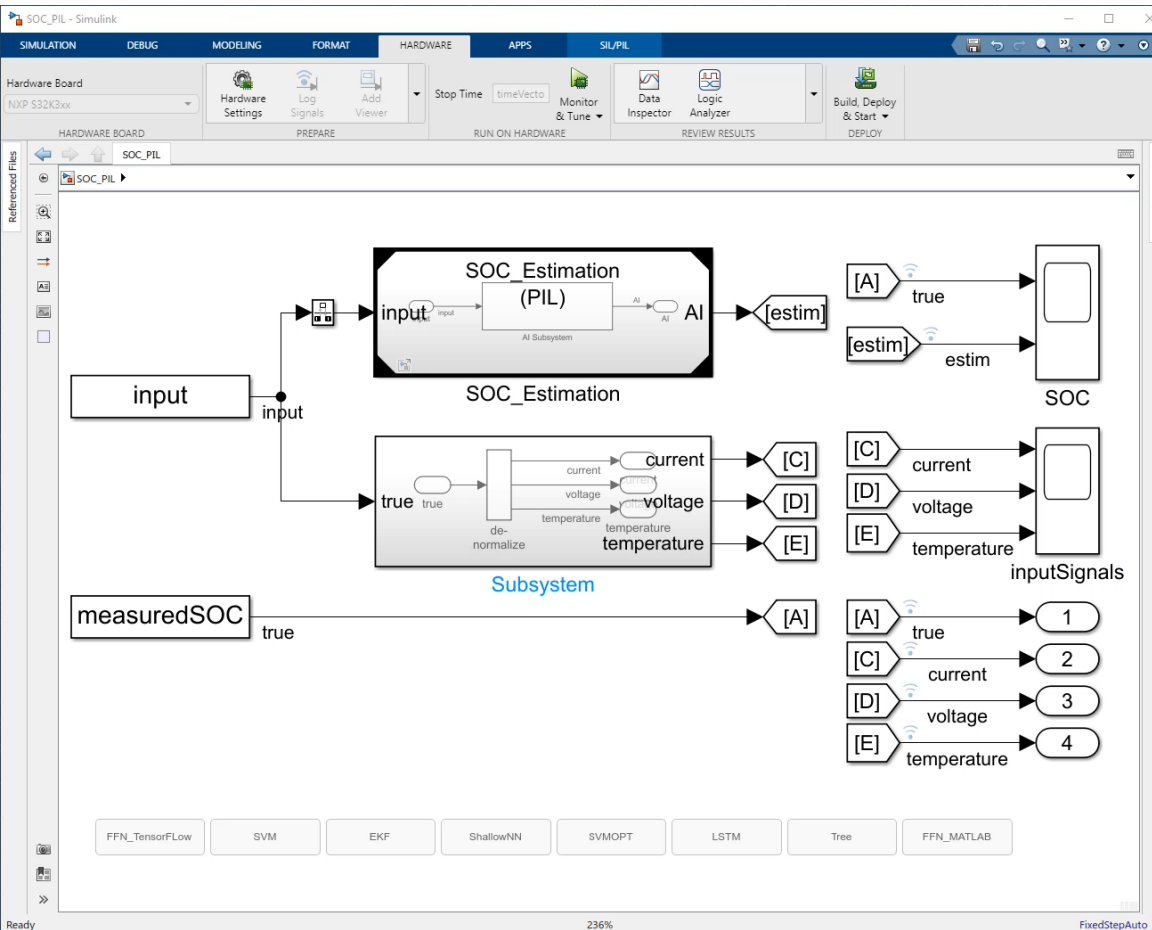 SOC_PIL - Simulink
SIMULATION DEBUG MODELING FORMAT HARDWARE APPS SIL/PIL
Hardware Board
NXP S32K3xx
Hardware Settings
Log Signals
Add Viewer
Stop Time timeVecto
Monitor & Tune
Data Inspector
Logic Analyzer
Build, Deploy & Start
HARDWARE BOARD PREPARE RUN ON HARDWARE REVIEW RESULTS DEPLOY
Referenced Files
SOC_PIL
SOC_PIL
SOC_Estimation
(PIL)
input
input
AI
AI
AI
AI Subsystem
SOC_Estimation
[estim]
[A]
true
[estim]
estim
SOC
input
input
true
true
de-
normalize
current
voltage
temperature
current
voltage
temperature
current
voltage
temperature
Subsystem
[C]
[D]
[E]
[C]
current
[D]
voltage
[E]
temperature
inputSignals
measuredSOC
true
[A]
[A]
true
1
[C]
current
2
[D]
voltage
3
[E]
temperature
4
FFN_TensorFLow SVM EKF ShallowNN SVMOPT LSTM Tree FFN_MATLAB
Ready 236% FixedStepAuto